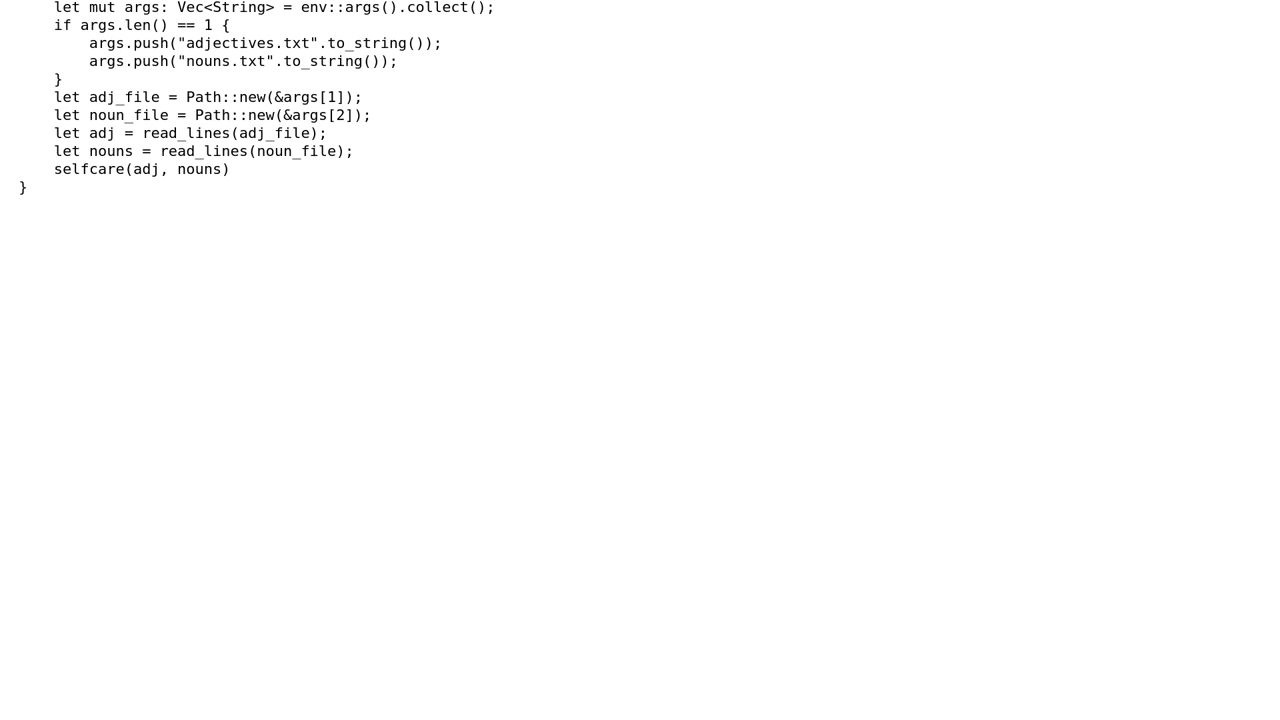 let mut args: Vec<String> = env::args().collect();
    if args.len() == 1 {
        args.push("adjectives.txt".to_string());
        args.push("nouns.txt".to_string());
    }
    let adj_file = Path::new(&args[1]);
    let noun_file = Path::new(&args[2]);
    let adj = read_lines(adj_file);
    let nouns = read_lines(noun_file);
    selfcare(adj, nouns)
}